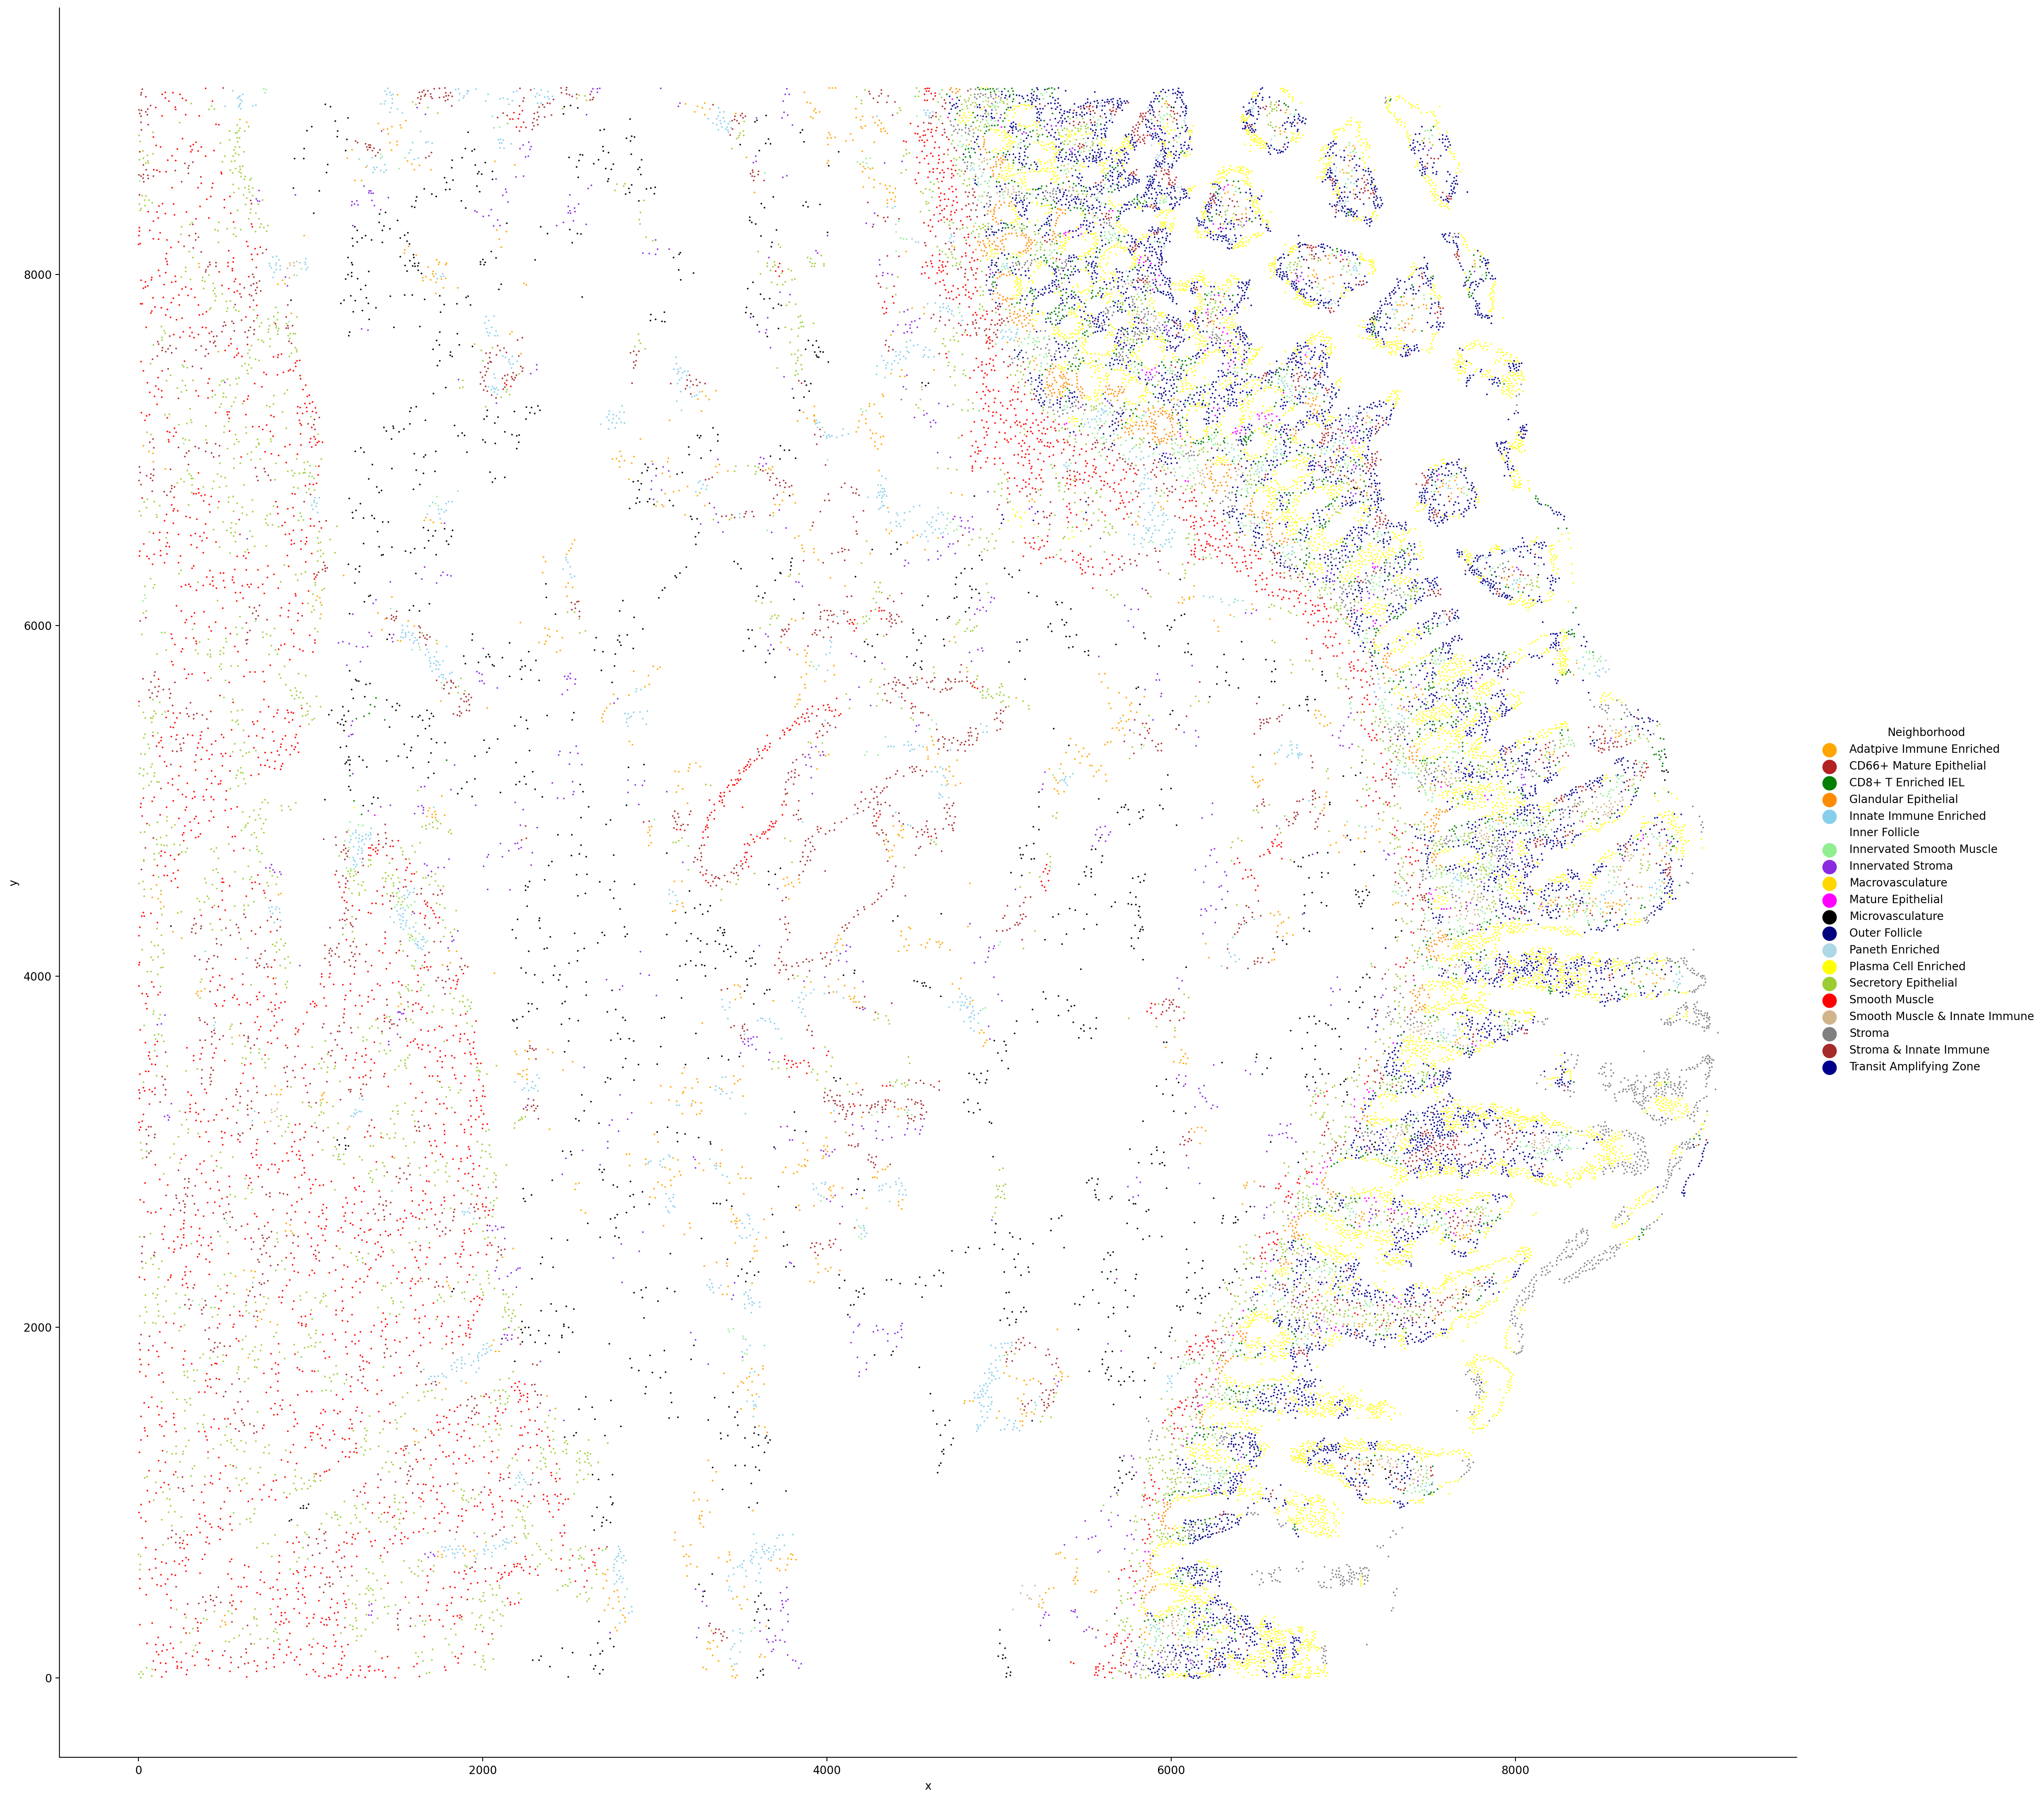 8000
6000
4000
2000
0
y
0 2000 4000 6000 8000
x
Neighborhood
Adatpive Immune Enriched
CD66+ Mature Epithelial
CD8+ T Enriched IEL
Glandular Epithelial
Innate Immune Enriched
Inner Follicle
Innervated Smooth Muscle
Innervated Stroma
Macrovasculature
Mature Epithelial
Microvasculature
Outer Follicle
Paneth Enriched
Plasma Cell Enriched
Secretory Epithelial
Smooth Muscle
Smooth Muscle & Innate Immune
Stroma
Stroma & Innate Immune
Transit Amplifying Zone